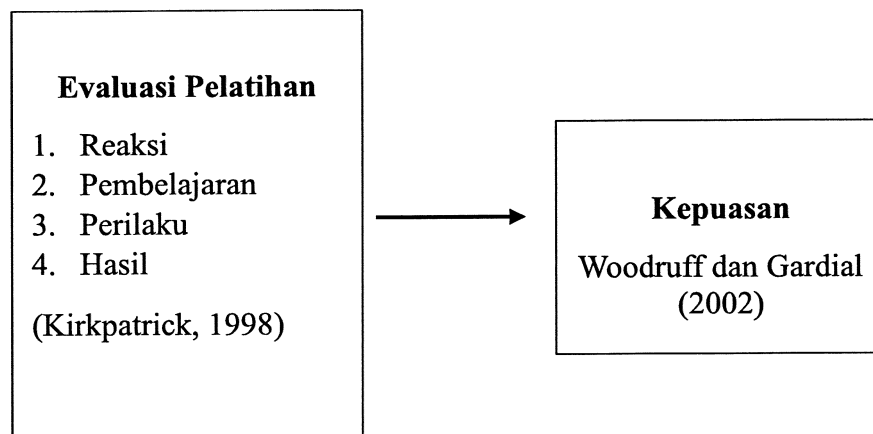 Evaluasi Pelatihan
1. Reaksi
2. Pembelajaran
3. Perilaku
4. Hasil
(Kirkpatrick, 1998)
Kepuasan
Woodruff dan Gardial
(2002)